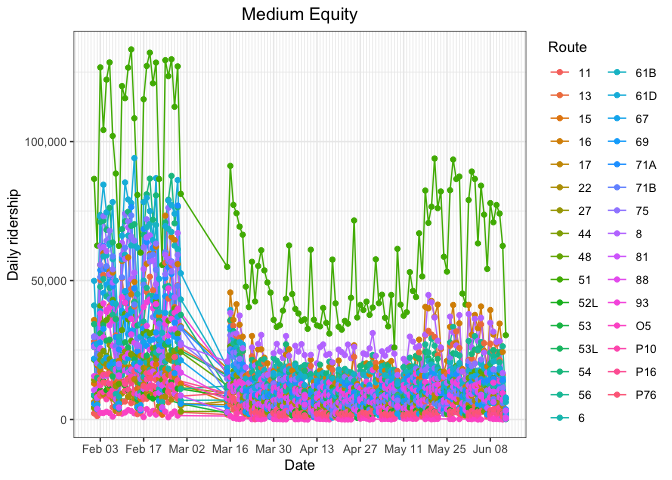 Medium Equity
Daily ridership
100,000
50,000
0
Feb 03 Feb 17 Mar 02 Mar 16 Mar 30 Apr 13 Apr 27 May 11 May 25 Jun 08
Date
Route
11
13
15
16
17
22
27
44
48
51
52L
53
53L
54
56
6
61B
61D
67
69
71A
71B
75
8
81
88
93
O5
P10
P16
P76